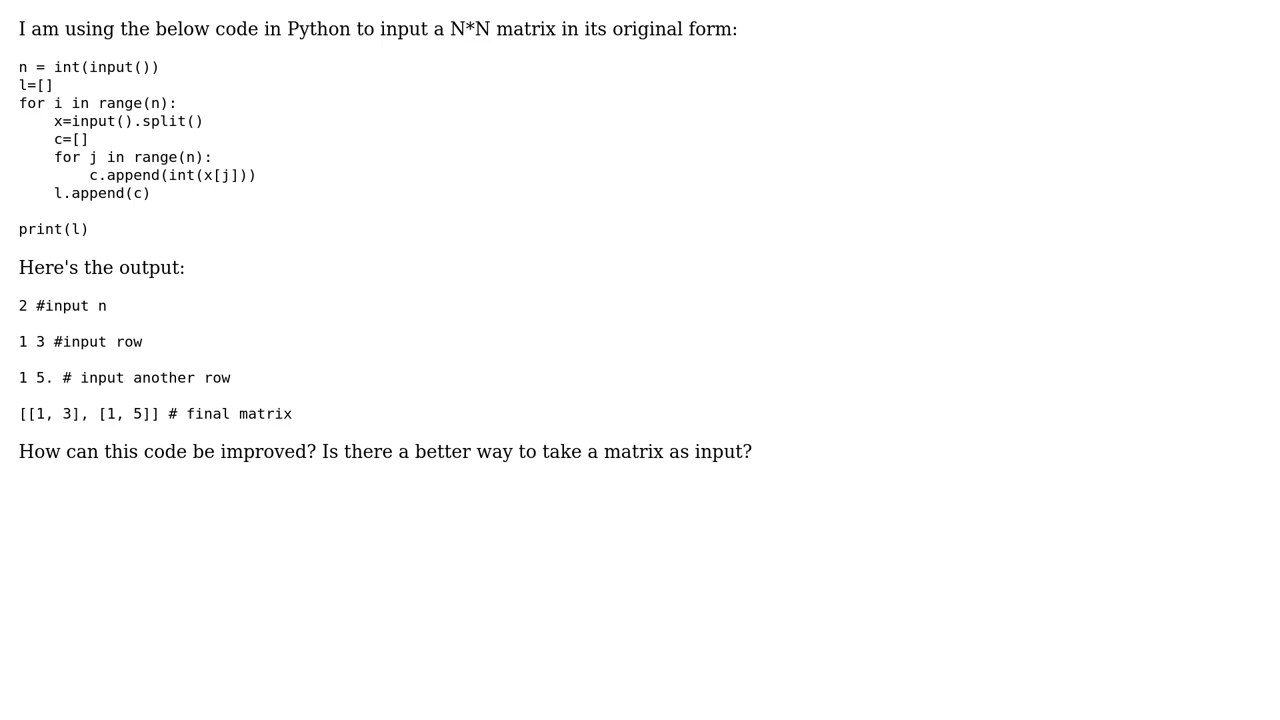 I am using the below code in Python to input a N*N matrix in its original form:
n = int(input())
l=[]
for i in range(n):
    x=input().split()
    c=[]
    for j in range(n):
        c.append(int(x[j]))
    l.append(c)
print(l)
Here's the output:
2 #input n
1 3 #input row
1 5. # input another row
[[1, 3], [1, 5]] # final matrix
How can this code be improved? Is there a better way to take a matrix as input?